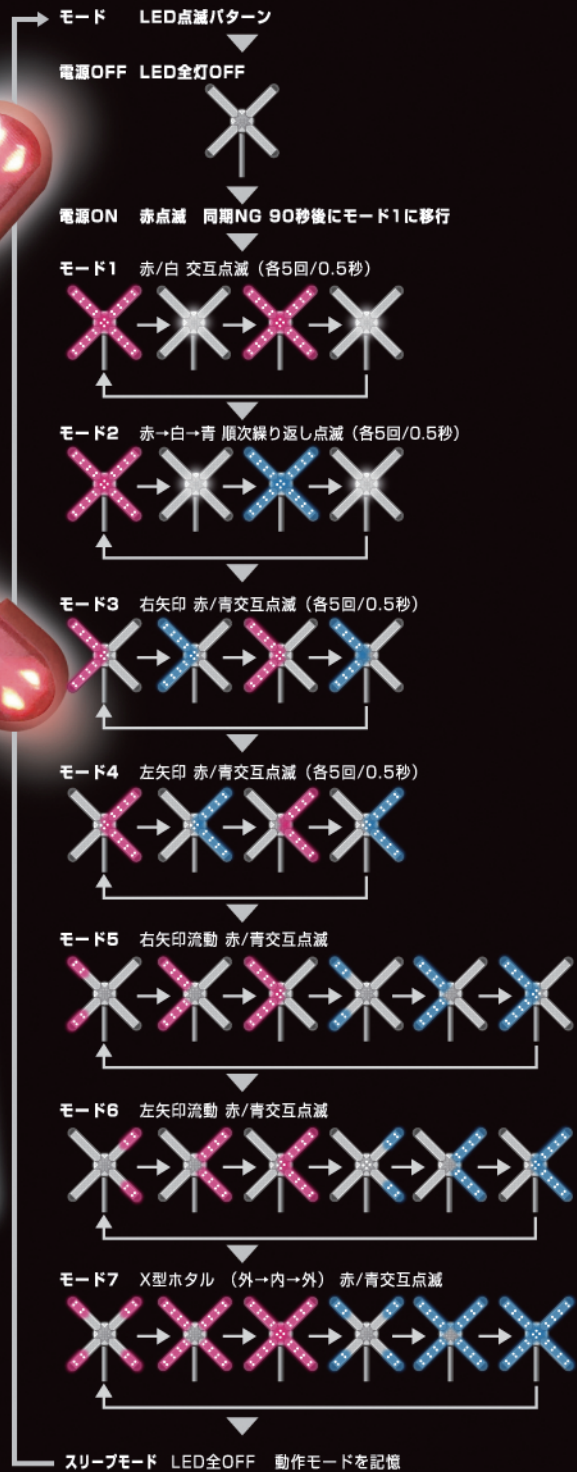 モード LED点滅パターン
電源OFF LED全灯OFF
電源ON 赤点滅 同期NG 90秒後にモード1に移行
モード1 赤/白 交互点滅（各5回/0.5秒）
モード2 赤→白→青 順次繰り返し点滅（各5回/0.5秒）
モード3 右矢印 赤/青交互点滅（各5回/0.5秒）
モード4 左矢印 赤/青交互点滅（各5回/0.5秒）
モード5 右矢印流動 赤/青交互点滅
モード6 左矢印流動 赤/青交互点滅
モード7 X型ホタル （外→内→外） 赤/青交互点滅
スリープモード LED全OFF 動作モードを記憶